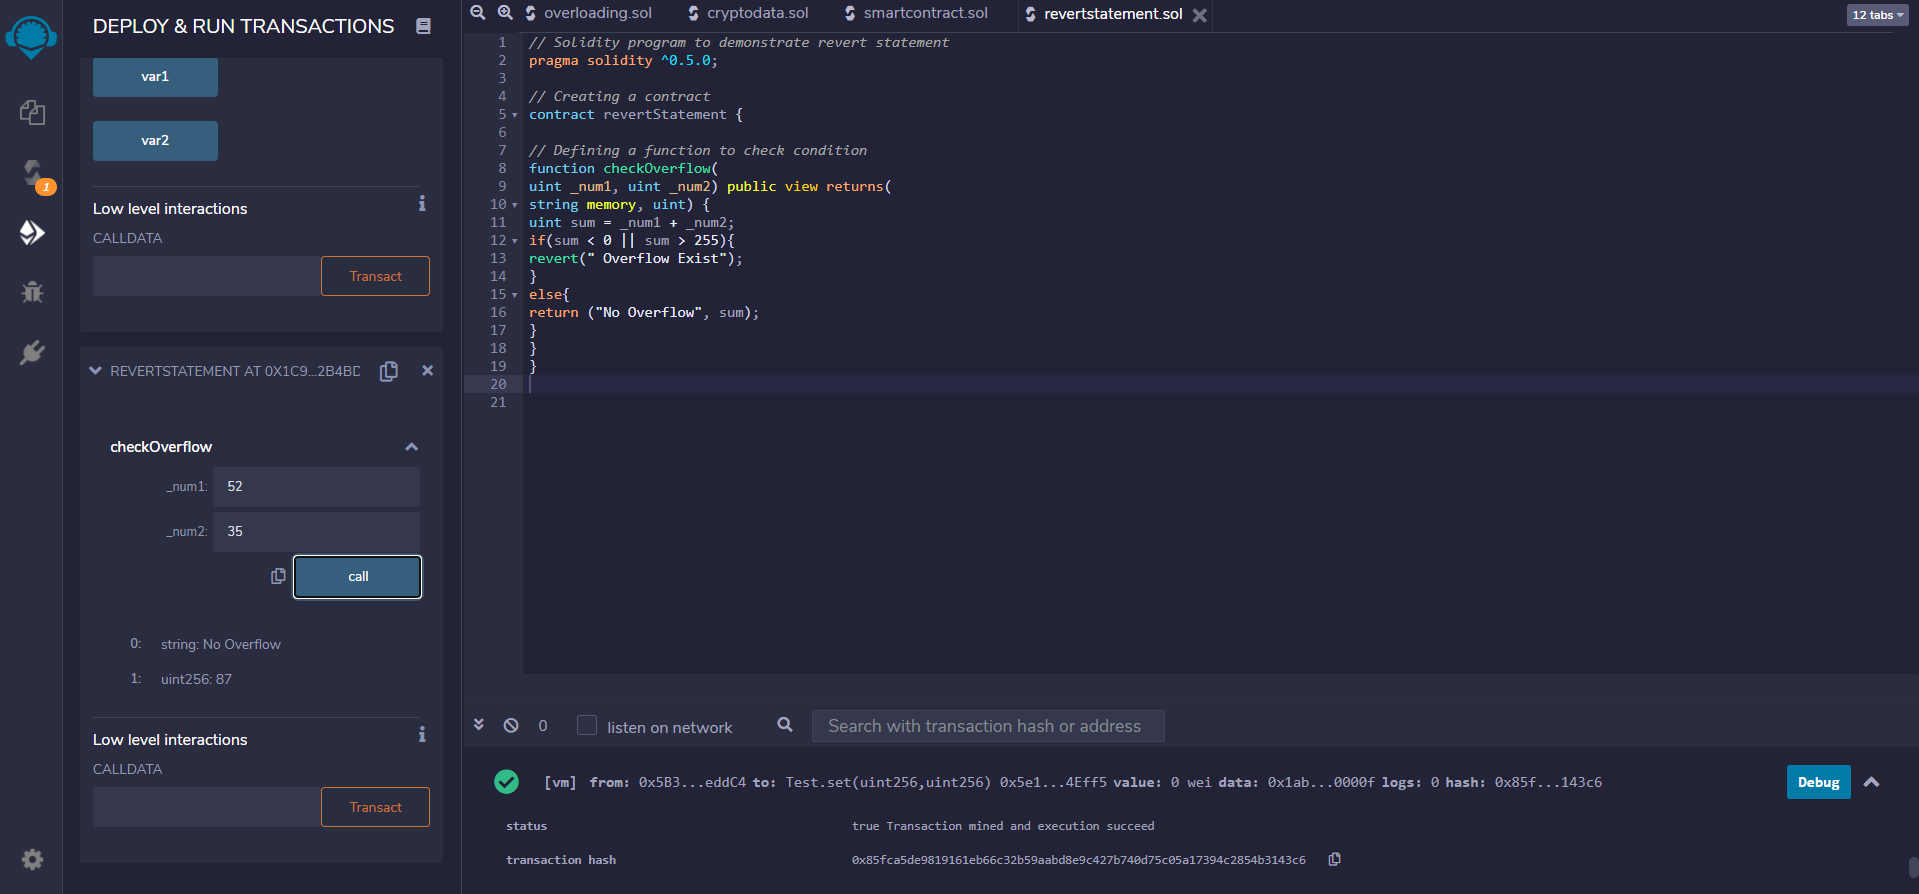 DEPLOY & RUN TRANSACTIONS
var1
var2
Low level interactions
CALLDATA
Transact
REVERTSTATEMENT AT 0X1C9...2B4BD
checkOverflow
_num1: 52
_num2: 35
call
0: string: No Overflow
1: uint256: 87
Low level interactions
CALLDATA
Transact
1
overloading.sol cryptodata.sol smartcontract.sol revertstatement.sol 12 tabs
1 // Solidity program to demonstrate revert statement
2 pragma solidity ^0.5.0;
3
4 // Creating a contract
5 contract revertStatement {
6
7 // Defining a function to check condition
8 function checkOverflow(
9 uint _num1, uint _num2) public view returns(
10 string memory, uint) {
11 uint sum = _num1 + _num2;
12 if(sum < 0 || sum > 255){
13 revert(" Overflow Exist");
14 }
15 else{
16 return ("No Overflow", sum);
17 }
18 }
19 }
20
21
0 listen on network Search with transaction hash or address
[vm] from: 0x5B3...eddC4 to: Test.set(uint256,uint256) 0x5e1...4Eff5 value: 0 wei data: 0x1ab...0000f logs: 0 hash: 0x85f...143c6 Debug
status true Transaction mined and execution succeed
transaction hash 0x85fca5de9819161eb66c32b59aabd8e9c427b740d75c05a17394c2854b3143c6